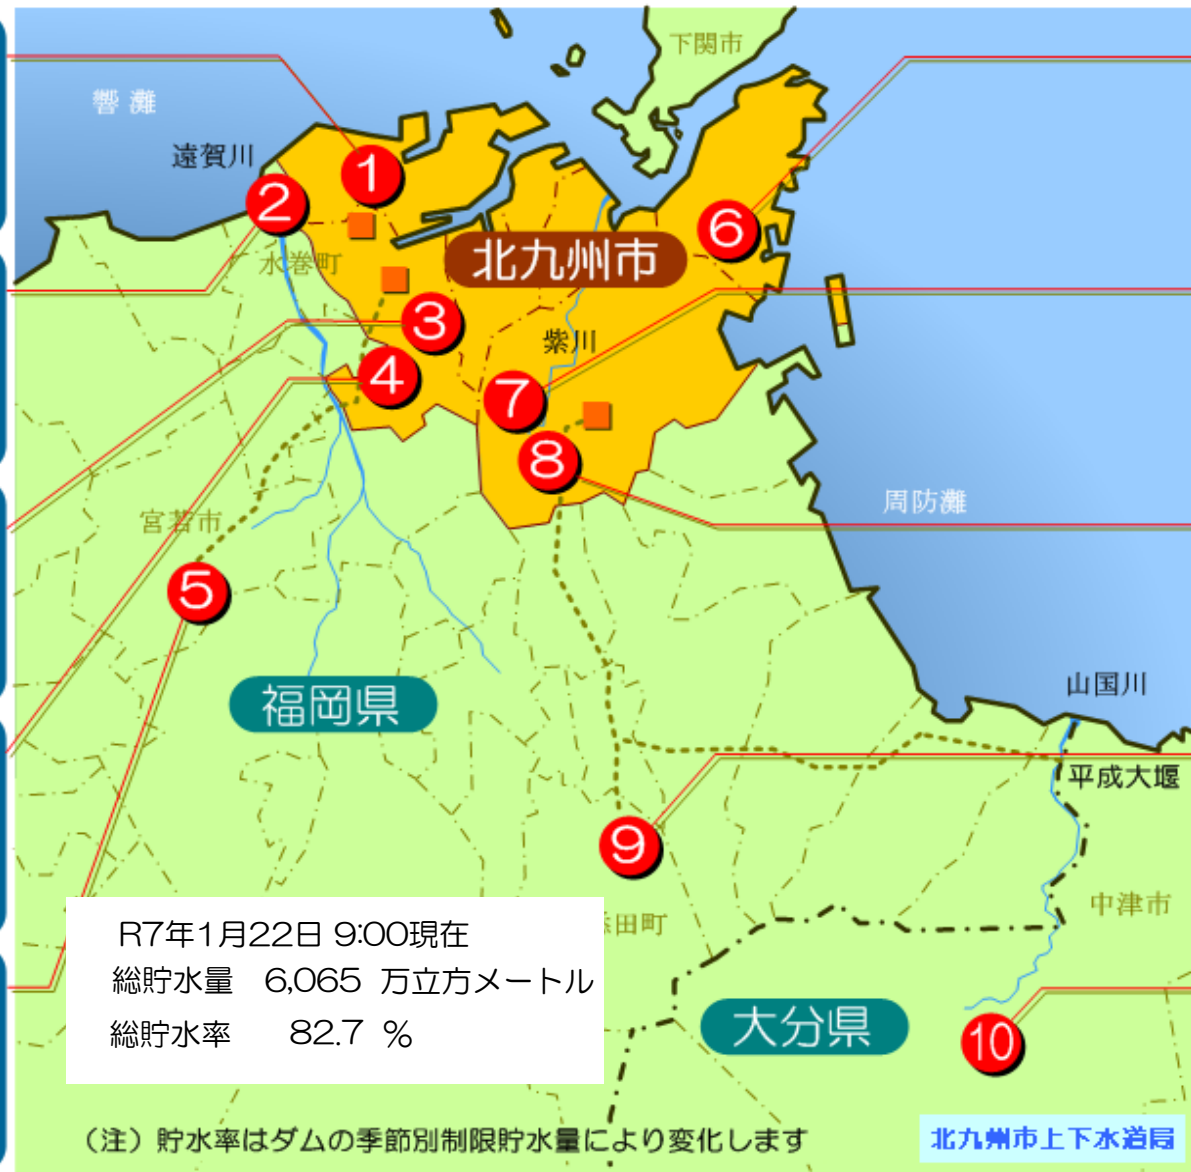 下関市
響灘
遠賀川
1
2
6
水巻町
北九州市
3
紫川
4
7
8
周防灘
宮若市
5
山国川
福岡県
平成大堰
9
中津市
田町
R7年1月22日 9:00現在
総貯水量 6,065 万立方メートル
総貯水率 82.7 %
大分県
10
（注）貯水率はダムの季節別制限貯水量により変化します
北九州市上下水道局